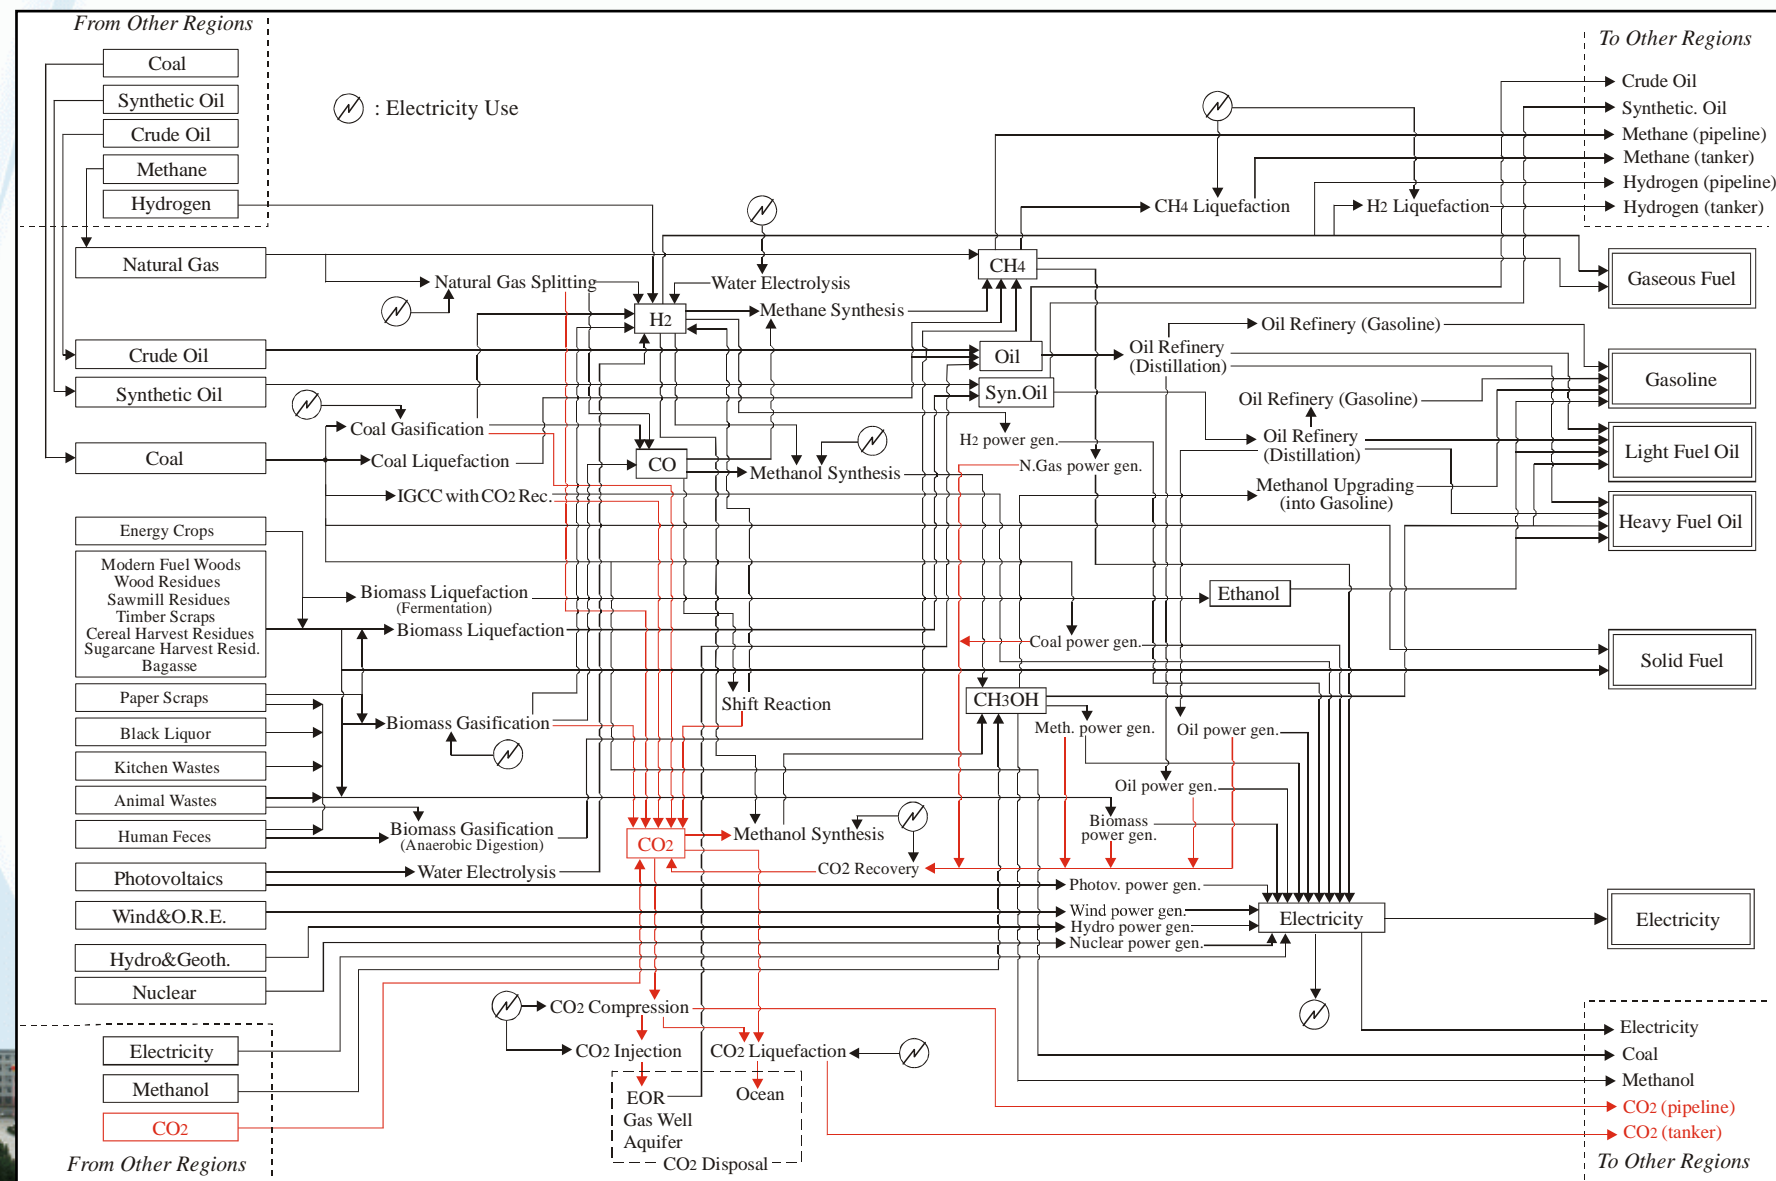 From Other Regions
Coal
Synthetic Oil
Crude Oil
Methane
Hydrogen
: Electricity Use
To Other Regions
Crude Oil
Synthetic. Oil
Methane (pipeline)
Methane (tanker)
Hydrogen (pipeline)
Hydrogen (tanker)
CH4 Liquefaction
H2 Liquefaction
Natural Gas
Natural Gas Splitting
Water Electrolysis
CH4
Gaseous Fuel
H2
Methane Synthesis
Oil Refinery (Gasoline)
Crude Oil
Oil
Oil Refinery
(Distillation)
Synthetic Oil
Syn.Oil
Gasoline
Oil Refinery (Gasoline)
Coal Gasification
H2 power gen.
Oil Refinery
(Distillation)
Light Fuel Oil
Coal
Coal Liquefaction
CO
Methanol Synthesis
N.Gas power gen.
IGCC with CO2 Rec.
Methanol Upgrading
(into Gasoline)
Heavy Fuel Oil
Energy Crops
Modern Fuel Woods
Wood Residues
Sawmill Residues
Timber Scraps
Cereal Harvest Residues
Sugarcane Harvest Resid.
Bagasse
Biomass Liquefaction
(Fermentation)
Ethanol
Biomass Liquefaction
Coal power gen.
Solid Fuel
Paper Scraps
Shift Reaction
CH3OH
Biomass Gasification
Black Liquor
Meth. power gen.
Oil power gen.
Kitchen Wastes
Oil power gen.
Animal Wastes
Biomass
power gen.
Human Feces
Biomass Gasification
(Anaerobic Digestion)
CO2
Methanol Synthesis
CO2 Recovery
Photovoltaics
Water Electrolysis
Photov. power gen.
Wind&O.R.E.
Wind power gen.
Hydro power gen.
Nuclear power gen.
Electricity
Electricity
Hydro&Geoth.
Nuclear
CO2 Compression
Electricity
CO2 Injection
CO2 Liquefaction
Electricity
Coal
Methanol
EOR
Ocean
Methanol
CO2
Gas Well
Aquifer
CO2 Disposal
CO2 (pipeline)
CO2 (tanker)
From Other Regions
To Other Regions